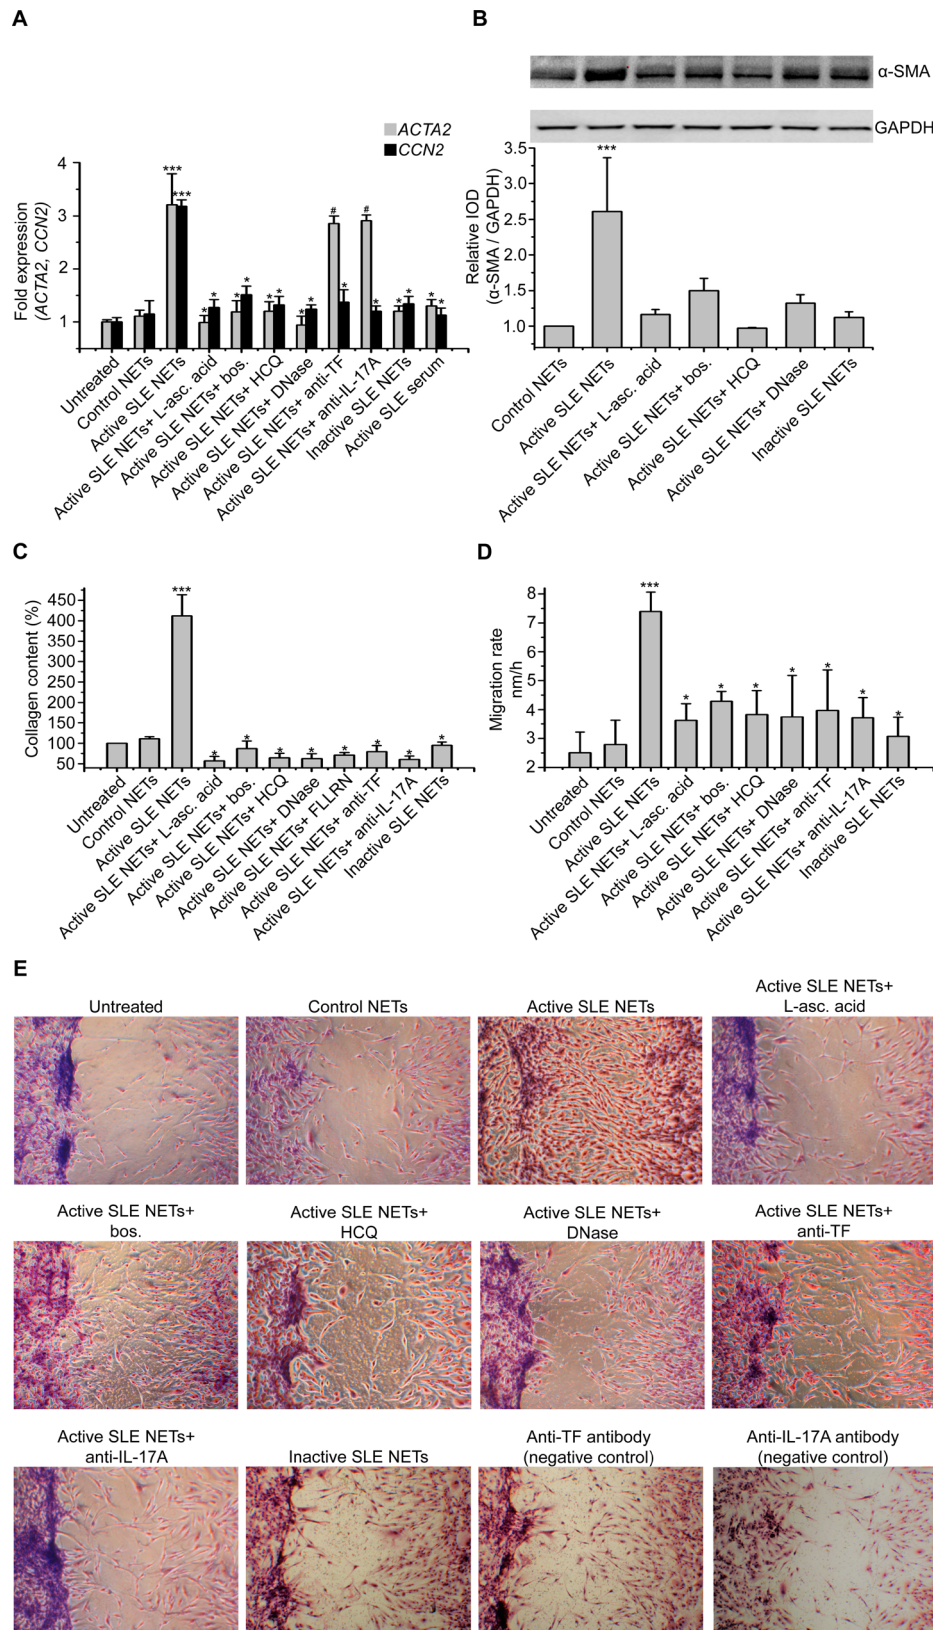 A
ACTA2
CCN2
Fold expression
(ACTA2, CCN2)
4
3
2
1
***
***
*
*
*
*
*
*
*
*
#
*
#
*
*
*
*
*
Untreated
Control NETs
Active SLE NETs
Active SLE NETs+ L-asc. acid
Active SLE NETs+ bos.
Active SLE NETs+ HCQ
Active SLE NETs+ DNase
Active SLE NETs+ anti-TF
Active SLE NETs+ anti-IL-17A
Inactive SLE NETs
Active SLE serum
B
α-SMA
GAPDH
Relative IOD
(α-SMA / GAPDH)
3.5
3.0
2.5
2.0
1.5
1.0
***
Control NETs
Active SLE NETs
Active SLE NETs+ L-asc. acid
Active SLE NETs+ bos.
Active SLE NETs+ HCQ
Active SLE NETs+ DNase
Inactive SLE NETs
C
Collagen content (%)
450
400
350
300
250
200
150
100
50
***
*
*
*
*
*
*
*
*
Untreated
Control NETs
Active SLE NETs
Active SLE NETs+ L-asc. acid
Active SLE NETs+ bos.
Active SLE NETs+ HCQ
Active SLE NETs+ DNase
Active SLE NETs+ FLLRN
Active SLE NETs+ anti-TF
Active SLE NETs+ anti-IL-17A
Inactive SLE NETs
D
Migration rate
nm/h
8
7
6
5
4
3
2
***
*
*
*
*
*
*
*
Untreated
Control NETs
Active SLE NETs
Active SLE NETs+ L-asc. acid
Active SLE NETs+ bos.
Active SLE NETs+ HCQ
Active SLE NETs+ DNase
Active SLE NETs+ anti-TF
Active SLE NETs+ anti-IL-17A
Inactive SLE NETs
E
Untreated
Control NETs
Active SLE NETs
Active SLE NETs+
L-asc. acid
Active SLE NETs+
bos.
Active SLE NETs+
HCQ
Active SLE NETs+
DNase
Active SLE NETs+
anti-TF
Active SLE NETs+
anti-IL-17A
Inactive SLE NETs
Anti-TF antibody
(negative control)
Anti-IL-17A antibody
(negative control)